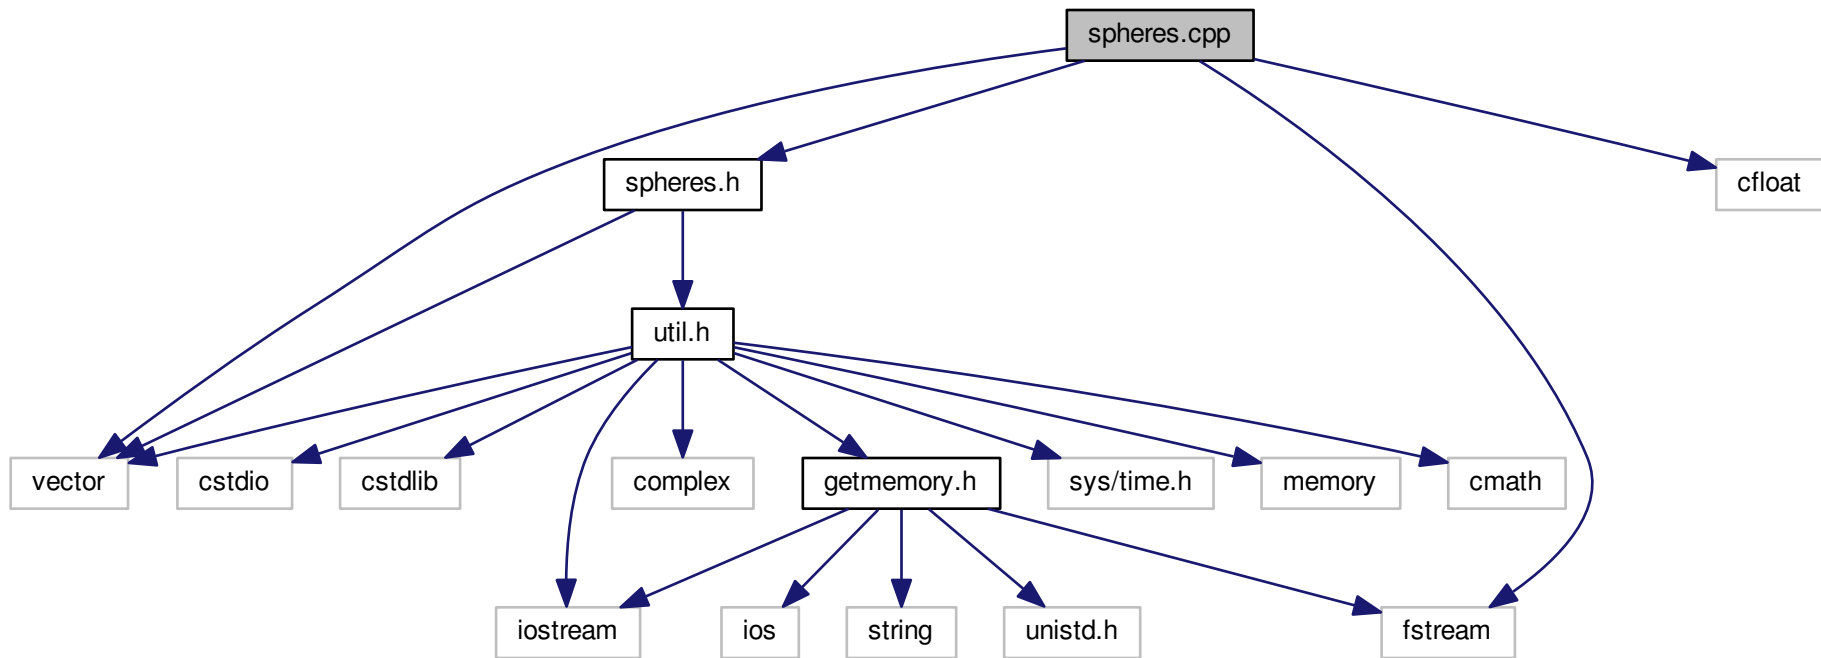 spheres.cpp
spheres.h
cfloat
util.h
vector
cstdio
cstdlib
complex
getmemory.h
sys/time.h
memory
cmath
iostream
ios
string
unistd.h
fstream